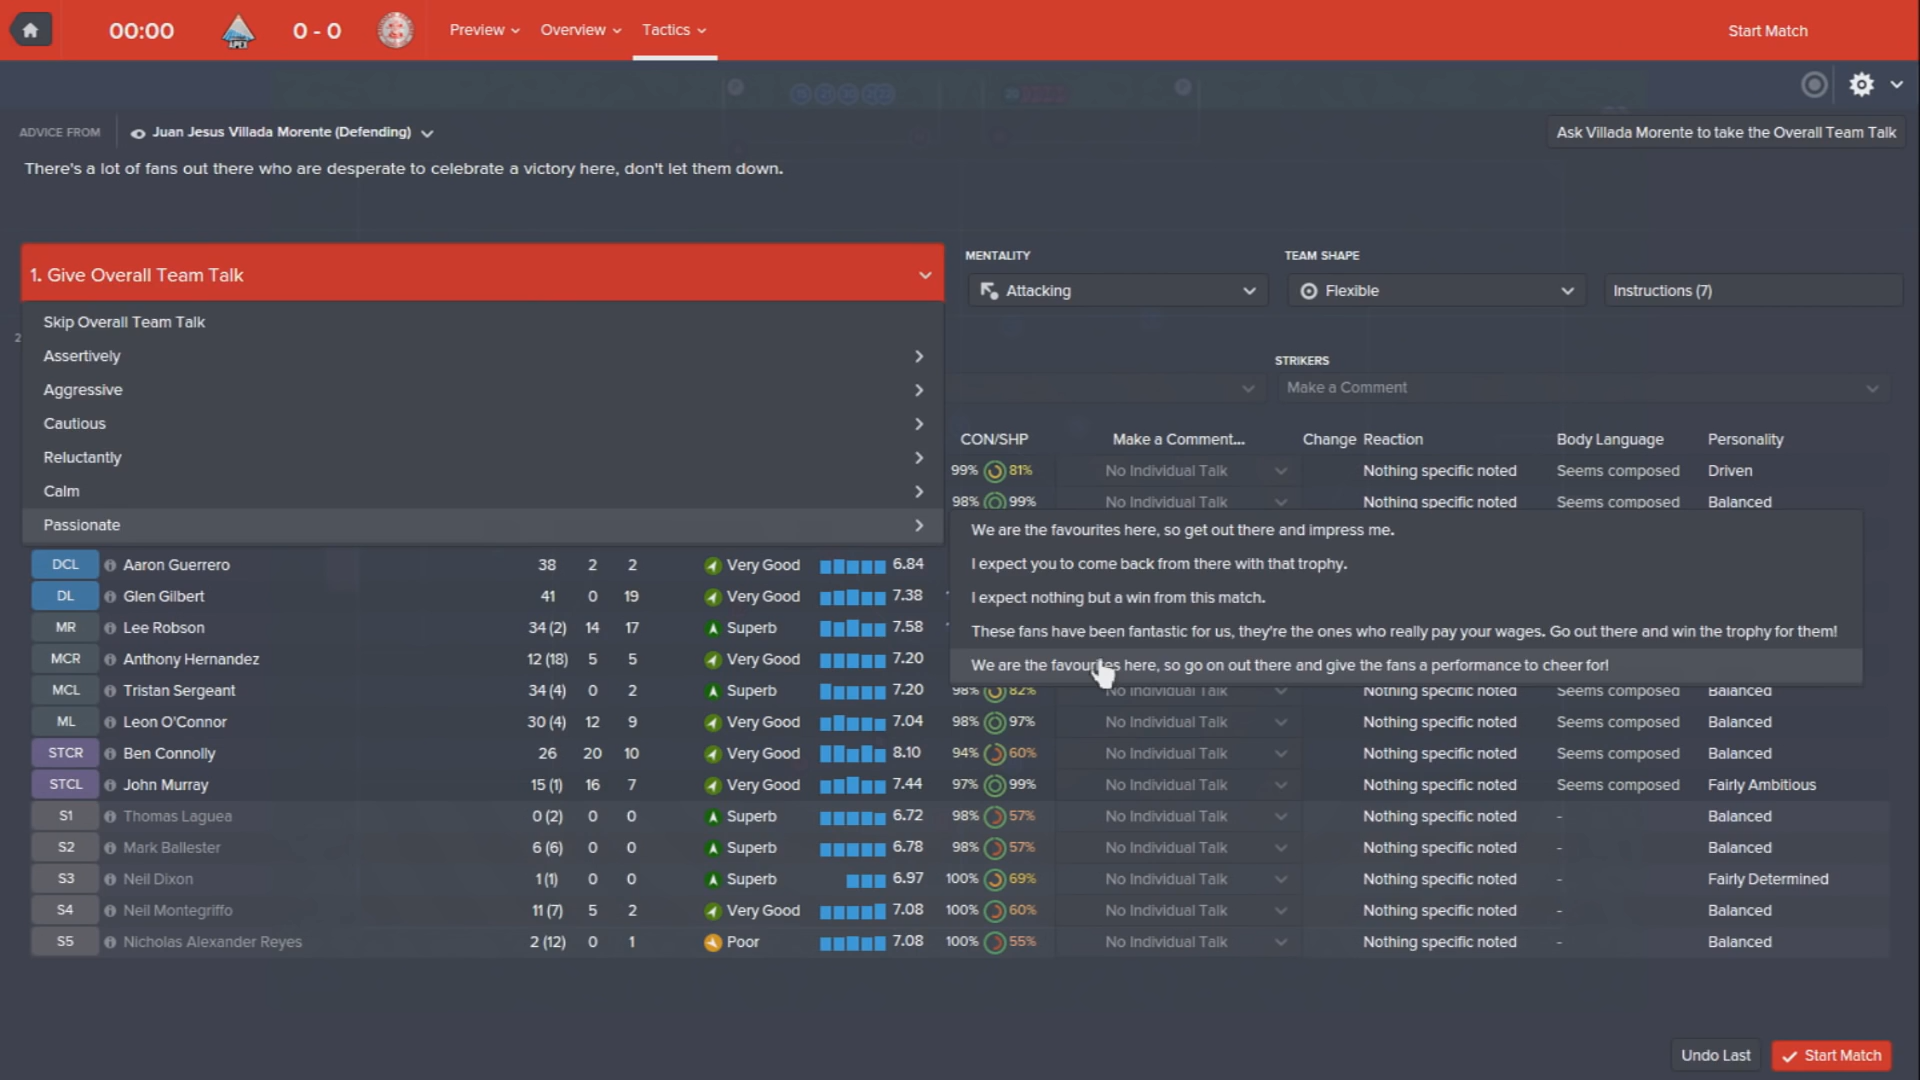 00:00 APEX 0 - 0 Preview Overview Tactics Start Match
ADVICE FROM Juan Jesus Villada Morente (Defending) Ask Villada Morente to take the Overall Team Talk
There's a lot of fans out there who are desperate to celebrate a victory here, don't let them down.
MENTALITY TEAM SHAPE
1. Give Overall Team Talk Attacking Flexible Instructions (7)
Skip Overall Team Talk
2
Assertively STRIKERS
Aggressive Make a Comment
Cautious CON/SHP Make a Comment... Change Reaction Body Language Personality
Reluctantly 99% 81% No Individual Talk Nothing specific noted Seems composed Driven
Calm 98% 99% No Individual Talk Nothing specific noted Seems composed Balanced
Passionate We are the favourites here, so get out there and impress me.
DCL Aaron Guerrero 38 2 2 Very Good 6.84 I expect you to come back from there with that trophy.
DL Glen Gilbert 41 0 19 Very Good 7.38 I expect nothing but a win from this match.
MR Lee Robson 34 (2) 14 17 Superb 7.58 These fans have been fantastic for us, they're the ones who really pay your wages. Go out there and win the trophy for them!
MCR Anthony Hernandez 12 (18) 5 5 Very Good 7.20 We are the favourites here, so go on out there and give the fans a performance to cheer for!
MCL Tristan Sergeant 34 (4) 0 2 Superb 7.20 98% 82% No Individual Talk Nothing specific noted Seems composed Balanced
ML Leon O'Connor 30 (4) 12 9 Very Good 7.04 98% 97% No Individual Talk Nothing specific noted Seems composed Balanced
STCR Ben Connolly 26 20 10 Very Good 8.10 94% 60% No Individual Talk Nothing specific noted Seems composed Balanced
STCL John Murray 15 (1) 16 7 Very Good 7.44 97% 99% No Individual Talk Nothing specific noted Seems composed Fairly Ambitious
S1 Thomas Laguea 0 (2) 0 0 Superb 6.72 98% 57% No Individual Talk Nothing specific noted - Balanced
S2 Mark Ballester 6 (6) 0 0 Superb 6.78 98% 57% No Individual Talk Nothing specific noted - Balanced
S3 Neil Dixon 1 (1) 0 0 Superb 6.97 100% 69% No Individual Talk Nothing specific noted - Fairly Determined
S4 Neil Montegriffo 11 (7) 5 2 Very Good 7.08 100% 60% No Individual Talk Nothing specific noted - Balanced
S5 Nicholas Alexander Reyes 2 (12) 0 1 Poor 7.08 100% 55% No Individual Talk Nothing specific noted - Balanced
Undo Last Start Match